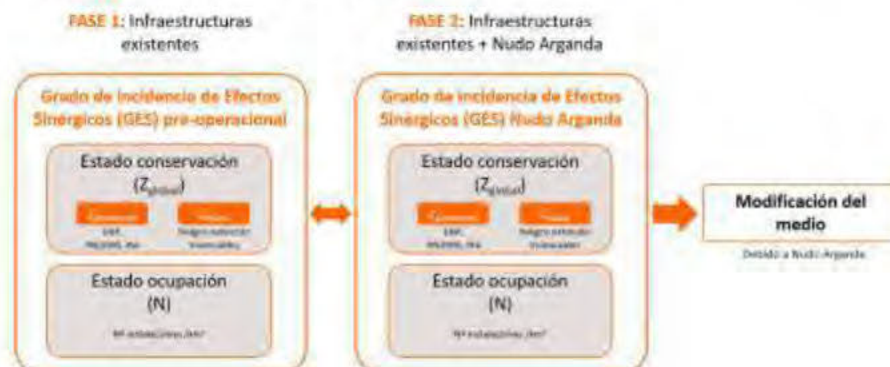 FASE 1: Infraestructuras
existentes
Grado de incidencia de Efectos
Sinérgicos (GES) pre-operacional
Estado conservación
(Zglobal)
Estado ocupación
(N)
FASE 2: Infraestructuras
existentes + Nudo Arganda
Grado de incidencia de Efectos
Sinérgicos (GES) Nudo Arganda
Estado conservación
(Zglobal)
Estado ocupación
(N)
Modificación del
medio
Debido a Nudo Arganda